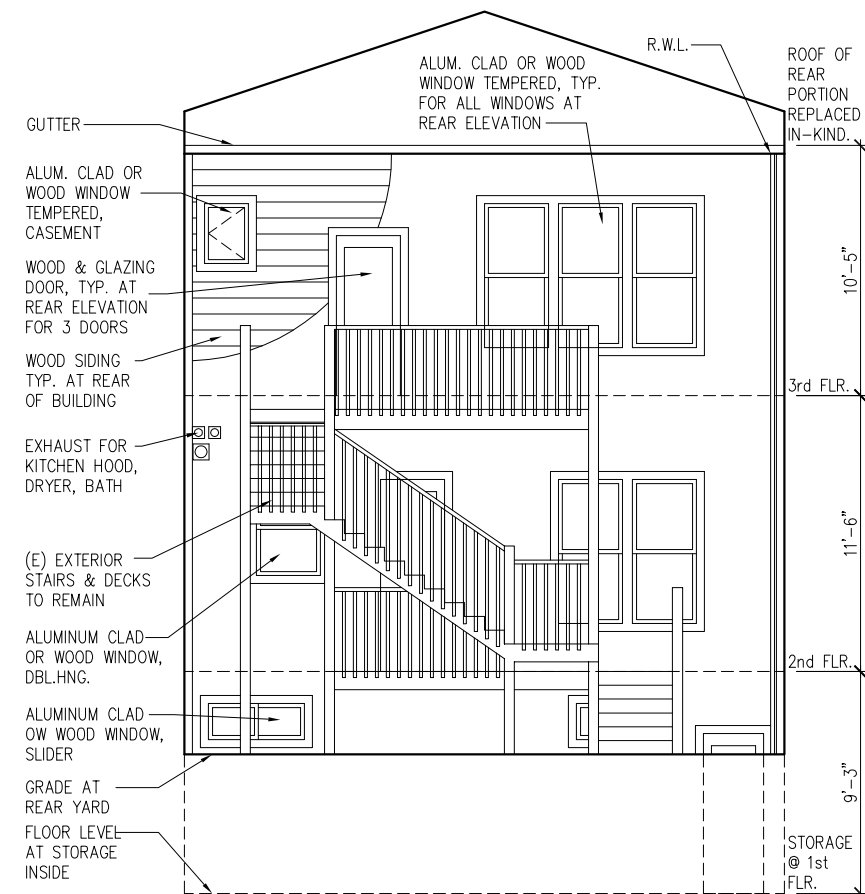 R.W.L.
ROOF OF
REAR
PORTION
REPLACED
IN-KIND.
ALUM. CLAD OR WOOD
WINDOW TEMPERED, TYP.
FOR ALL WINDOWS AT
REAR ELEVATION
GUTTER
ALUM. CLAD OR
WOOD WINDOW
TEMPERED,
CASEMENT
WOOD & GLAZING
DOOR, TYP. AT
REAR ELEVATION
FOR 3 DOORS
WOOD SIDING
TYP. AT REAR
OF BUILDING
EXHAUST FOR
KITCHEN HOOD,
DRYER, BATH
(E) EXTERIOR
STAIRS & DECKS
TO REMAIN
ALUMINUM CLAD
OR WOOD WINDOW,
DBL.HNG.
ALUMINUM CLAD
OW WOOD WINDOW,
SLIDER
GRADE AT
REAR YARD
FLOOR LEVEL
AT STORAGE
INSIDE
10'-5"
3rd FLR.
11'-6"
2nd FLR.
9'-3"
STORAGE
@ 1st
FLR.